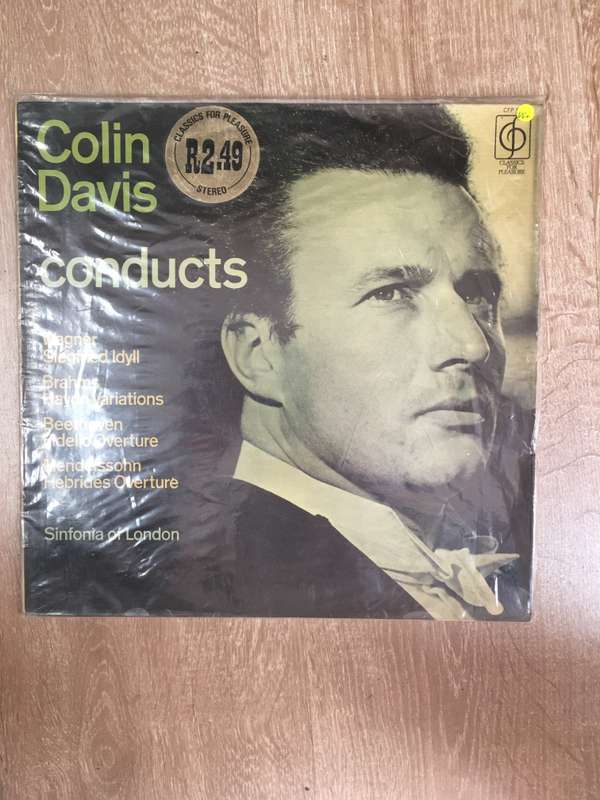 Colin
Davis
conducts
CLASSICS FOR PLEASURE
R2.49
STEREO
CFP
CLASSICS
FOR
PLEASURE
Wagner
Siegfried Idyll
Brahms
Haydn Variations
Beethoven
Fidelio Overture
Mendelssohn
Hebrides Overture
Sinfonia of London